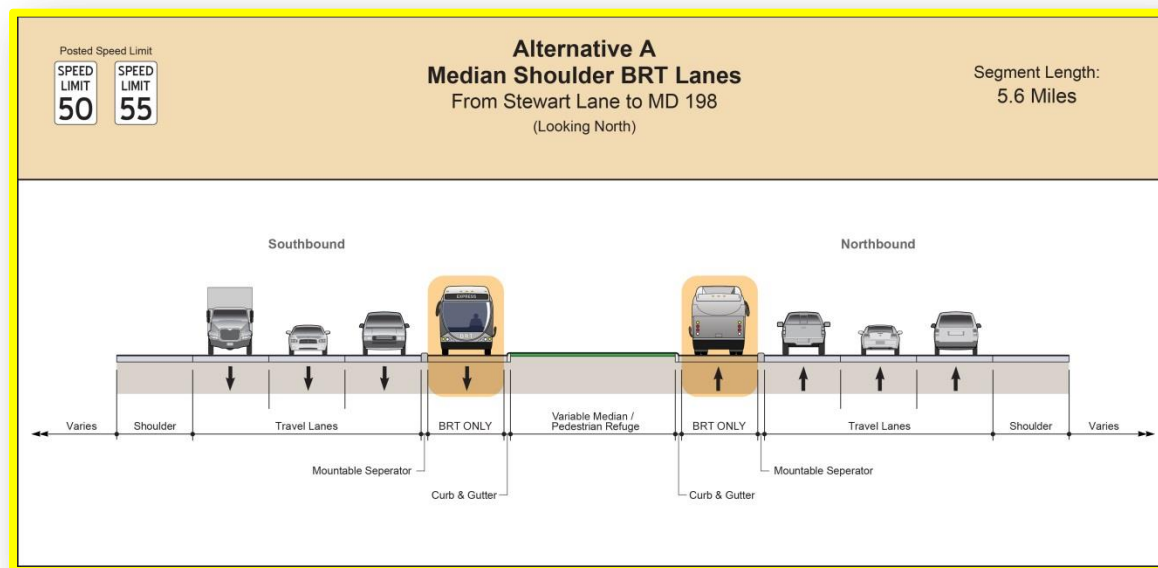 Posted Speed Limit
SPEED
LIMIT
50
SPEED
LIMIT
55
Alternative A
Median Shoulder BRT Lanes
From Stewart Lane to MD 198
(Looking North)
Segment Length:
5.6 Miles
Southbound
Northbound
EXPRESS
Varies
Shoulder
Travel Lanes
BRT ONLY
Variable Median /
Pedestrian Refuge
BRT ONLY
Travel Lanes
Shoulder
Varies
Mountable Seperator
Mountable Seperator
Curb & Gutter
Curb & Gutter